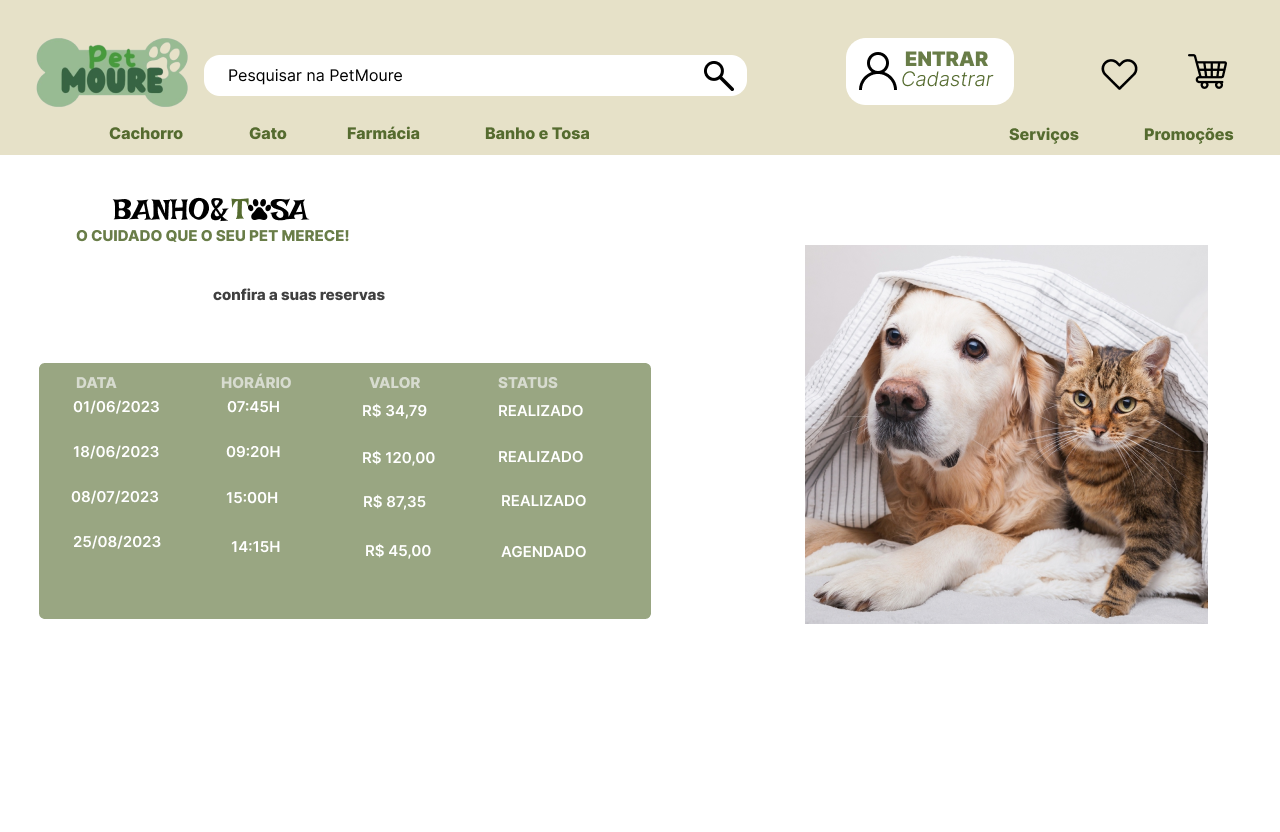 Pet
MOURE
Pesquisar na PetMoure
ENTRAR
Cadastrar
Cachorro Gato Farmácia Banho e Tosa Serviços Promoções
BANHO& TOSA
O CUIDADO QUE O SEU PET MERECE!
confira a suas reservas
DATA HORÁRIO VALOR STATUS
01/06/2023 07:45H R$ 34,79 REALIZADO
18/06/2023 09:20H R$ 120,00 REALIZADO
08/07/2023 15:00H R$ 87,35 REALIZADO
25/08/2023 14:15H R$ 45,00 AGENDADO